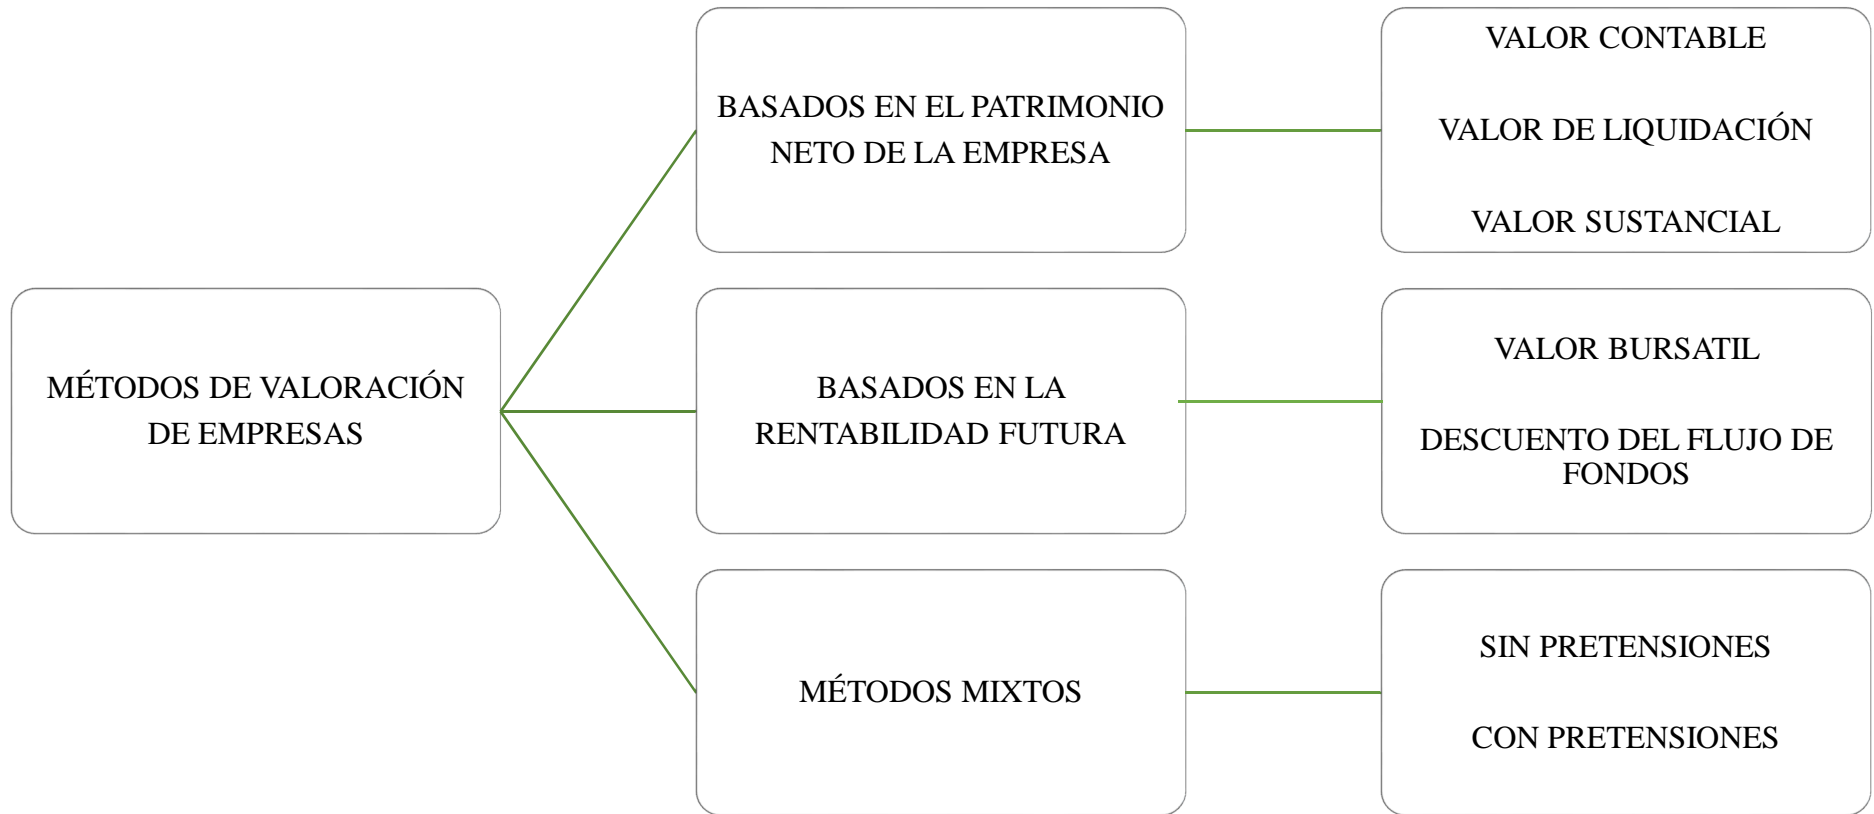 MÉTODOS DE VALORACIÓN
DE EMPRESAS
BASADOS EN EL PATRIMONIO
NETO DE LA EMPRESA
VALOR CONTABLE
VALOR DE LIQUIDACIÓN
VALOR SUSTANCIAL
BASADOS EN LA
RENTABILIDAD FUTURA
VALOR BURSATIL
DESCUENTO DEL FLUJO DE
FONDOS
MÉTODOS MIXTOS
SIN PRETENSIONES
CON PRETENSIONES